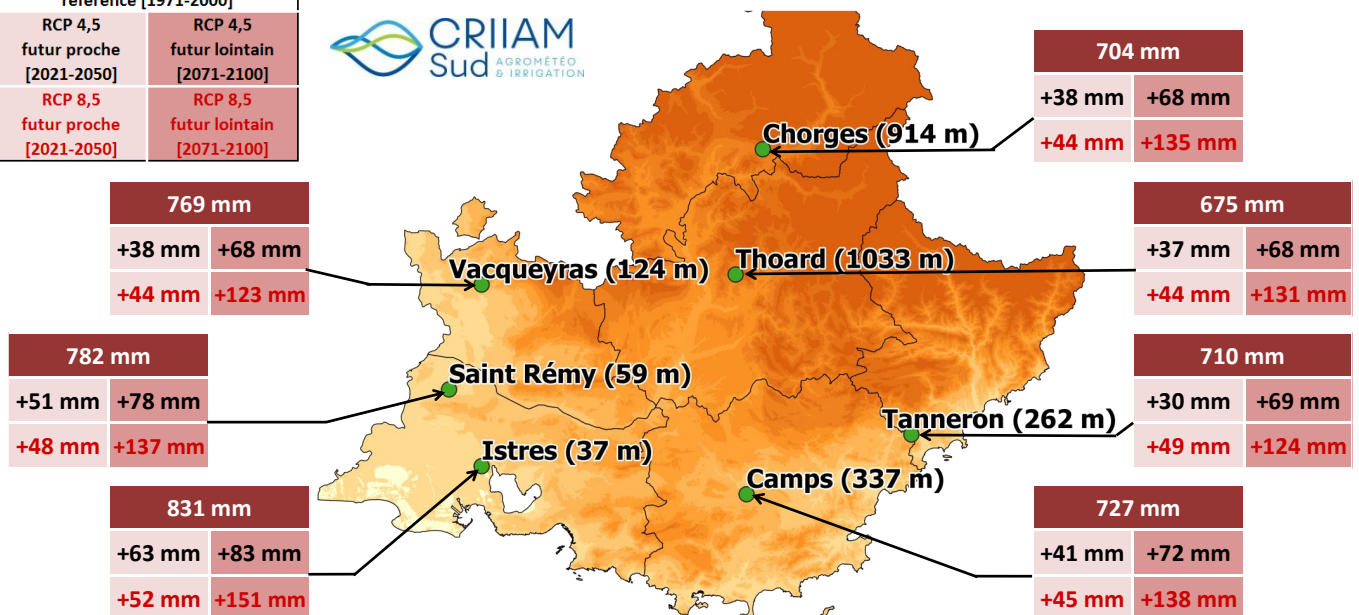 référence [1971-2000]
RCP 4,5
futur proche
[2021-2050]
RCP 4,5
futur lointain
[2071-2100]
RCP 8,5
futur proche
[2021-2050]
RCP 8,5
futur lointain
[2071-2100]
CRIIAM
Sud AGROMÉTÉO
& IRRIGATION
704 mm
+38 mm +68 mm
+44 mm +135 mm
Chorges (914 m)
769 mm
+38 mm +68 mm
+44 mm +123 mm
Vacqueyras (124 m)
675 mm
+37 mm +68 mm
+44 mm +131 mm
Thoard (1033 m)
782 mm
+51 mm +78 mm
+48 mm +137 mm
Saint Rémy (59 m)
710 mm
+30 mm +69 mm
+49 mm +124 mm
Tanneron (262 m)
831 mm
+63 mm +83 mm
+52 mm +151 mm
Istres (37 m)
727 mm
+41 mm +72 mm
+45 mm +138 mm
Camps (337 m)